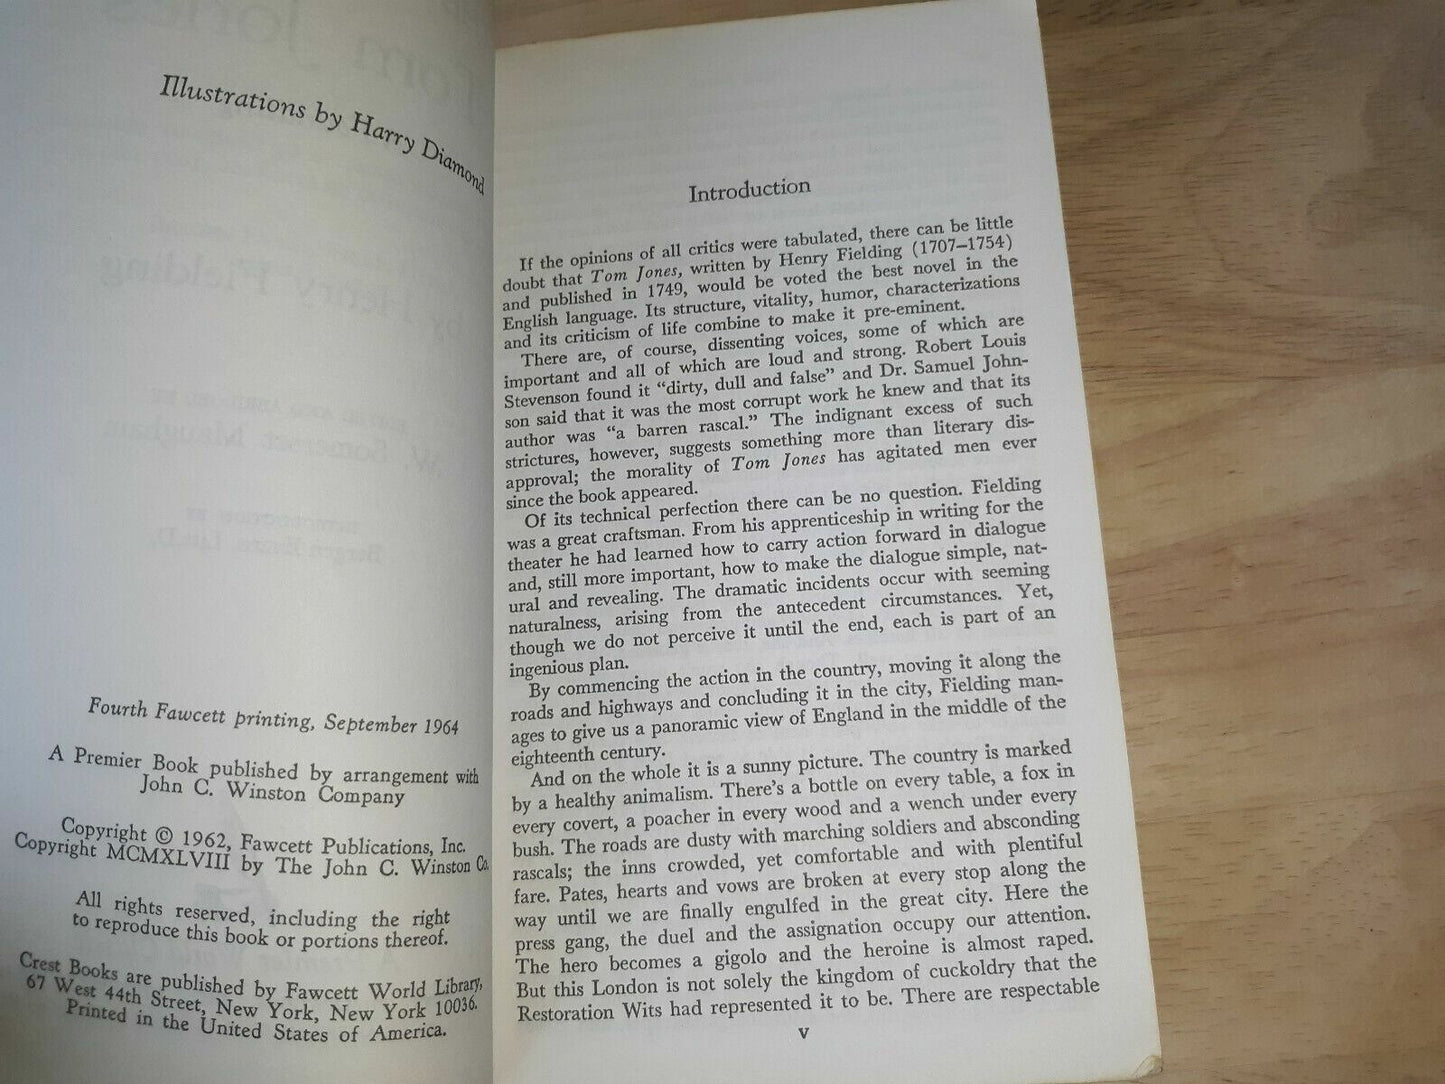 Illustrations by Harry Diamond
Fourth Fawcett printing, September 1964
A Premier Book published by arrangement with
John C. Winston Company
Copyright © 1962, Fawcett Publications, Inc.
Copyright MCMXLVIII by The John C. Winston Co.
All rights reserved, including the right
to reproduce this book or portions thereof.
Crest Books are published by Fawcett World Library,
67 West 44th Street, New York, New York 10036.
Printed in the United States of America.
Introduction
If the opinions of all critics were tabulated, there can be little
doubt that Tom Jones, written by Henry Fielding (1707–1754)
and published in 1749, would be voted the best novel in the
English language. Its structure, vitality, humor, characterizations
and its criticism of life combine to make it pre-eminent.
There are, of course, dissenting voices, some of which are
important and all of which are loud and strong. Robert Louis
Stevenson found it “dirty, dull and false” and Dr. Samuel John-
son said that it was the most corrupt work he knew and that its
author was “a barren rascal.” The indignant excess of such
strictures, however, suggests something more than literary dis-
approval; the morality of Tom Jones has agitated men ever
since the book appeared.
Of its technical perfection there can be no question. Fielding
was a great craftsman. From his apprenticeship in writing for the
theater he had learned how to carry action forward in dialogue
and, still more important, how to make the dialogue simple, nat-
ural and revealing. The dramatic incidents occur with seeming
naturalness, arising from the antecedent circumstances. Yet,
though we do not perceive it until the end, each is part of an
ingenious plan.
By commencing the action in the country, moving it along the
roads and highways and concluding it in the city, Fielding man-
ages to give us a panoramic view of England in the middle of the
eighteenth century.
And on the whole it is a sunny picture. The country is marked
by a healthy animalism. There’s a bottle on every table, a fox in
every covert, a poacher in every wood and a wench under every
bush. The roads are dusty with marching soldiers and absconding
rascals; the inns crowded, yet comfortable and with plentiful
fare. Pates, hearts and vows are broken at every stop along the
way until we are finally engulfed in the great city. Here the
press gang, the duel and the assignation occupy our attention.
The hero becomes a gigolo and the heroine is almost raped.
But this London is not solely the kingdom of cuckoldry that the
Restoration Wits had represented it to be. There are respectable
v